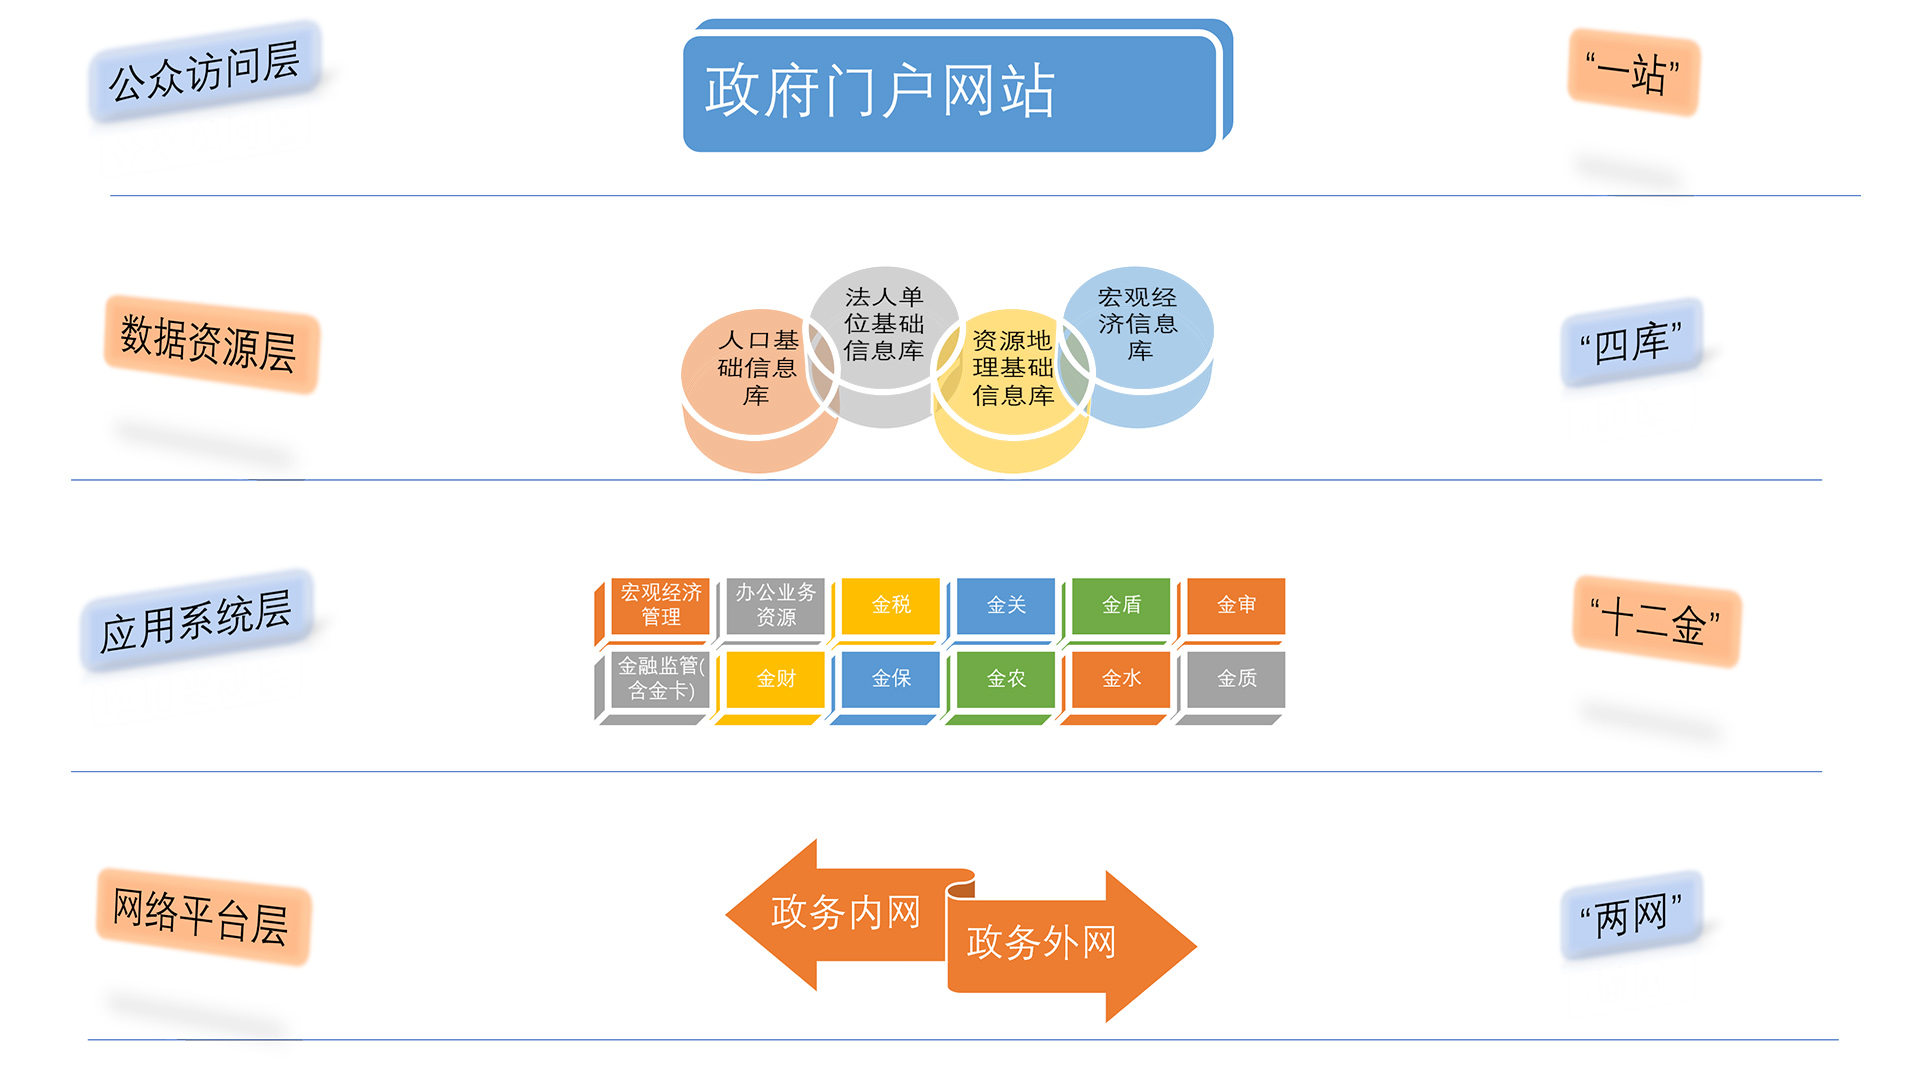 公众访问层
政府门户网站
“一站”
数据资源层
人口基
础信息
库
法人单
位基础
信息库
资源地
理基础
信息库
宏观经
济信息
库
“四库”
应用系统层
宏观经济
管理
办公业务
资源
金税
金关
金盾
金审
金融监管(
含金卡)
金财
金保
金农
金水
金质
“十二金”
网络平台层
政务内网
政务外网
“两网”